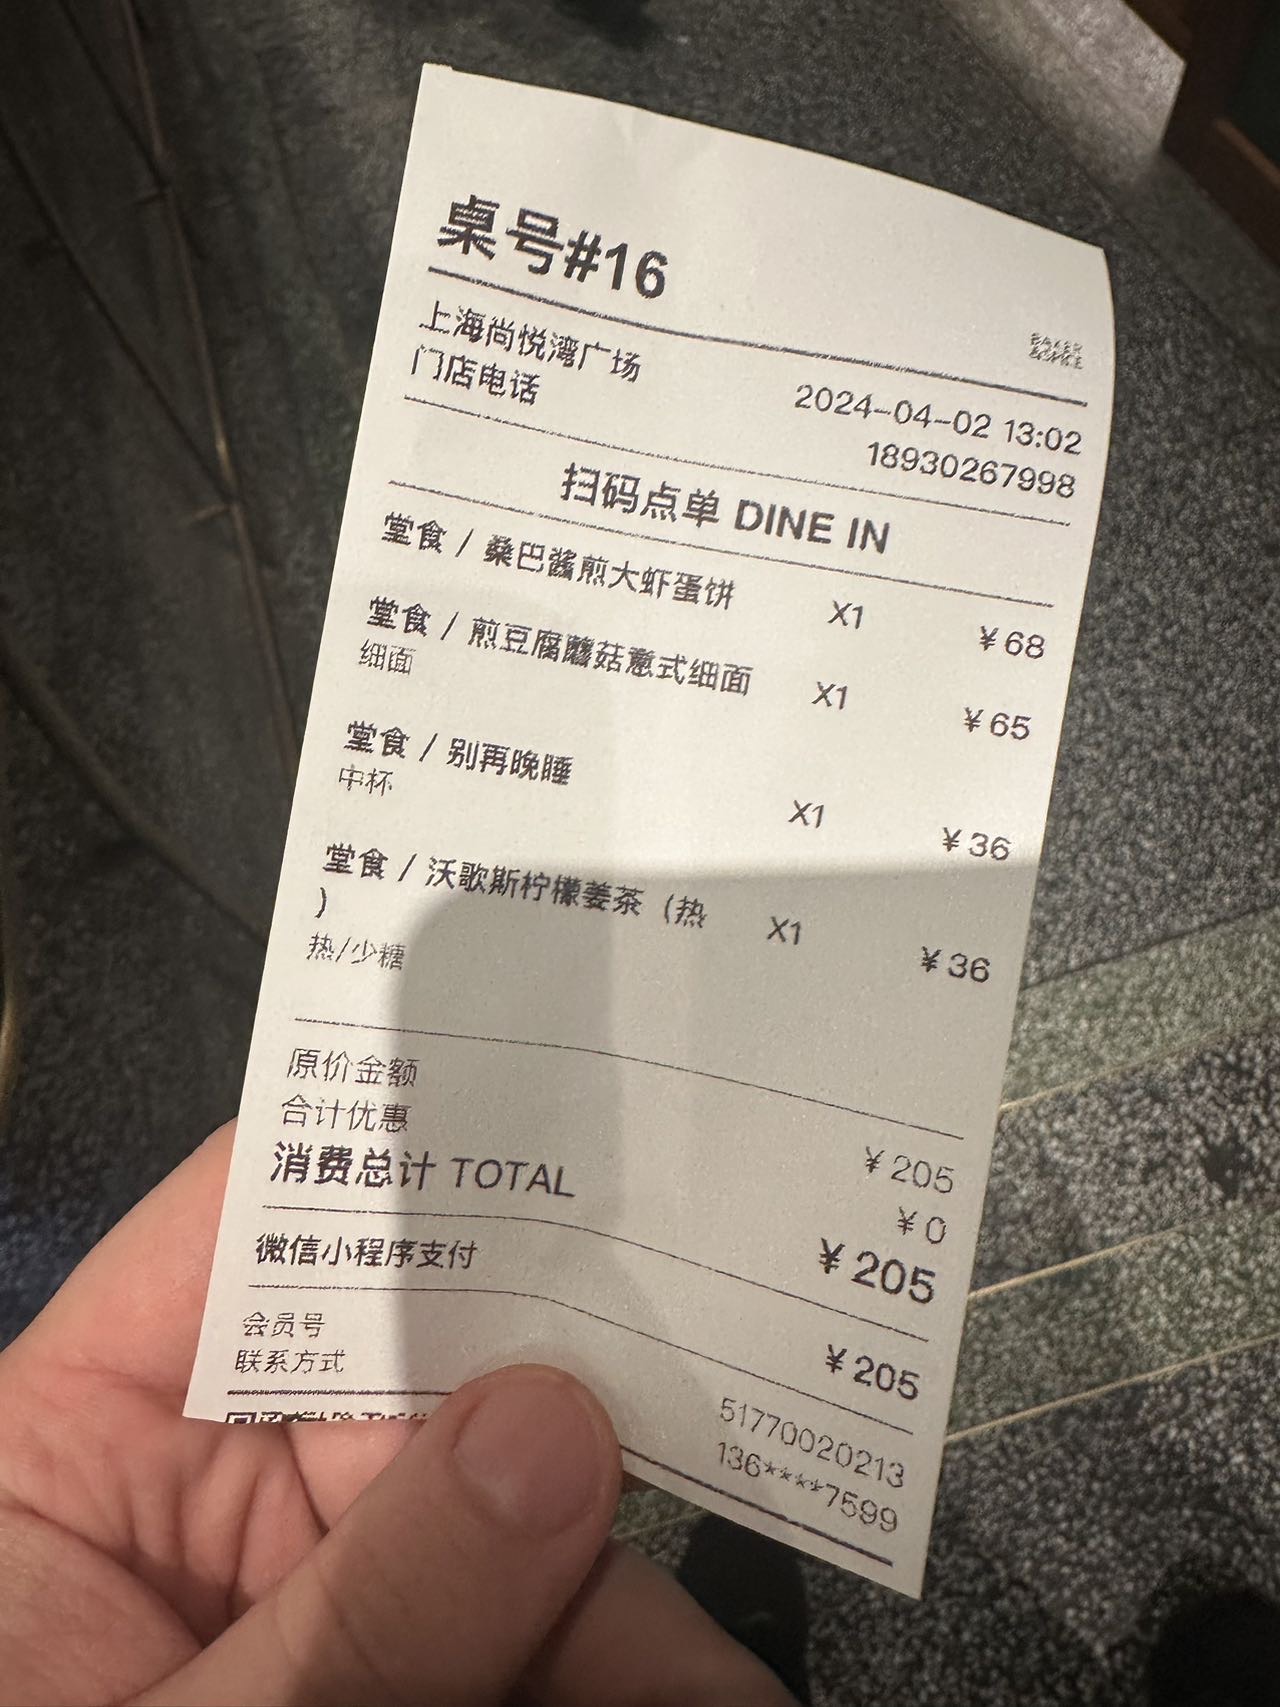 桌号#16
上海尚悦湾广场 2024-04-02 13:02
门店电话 18930267998
扫码点单 DINE IN
堂食 / 桑巴酱煎大虾蛋饼 X1 ¥68
堂食 / 煎豆腐蘑菇意式细面 X1 ¥65
细面
堂食 / 别再晚睡 X1 ¥36
中杯
堂食 / 沃歌斯柠檬姜茶（热 X1 ¥36
）
热/少糖
原价金额 ¥205
合计优惠 ¥0
消费总计 TOTAL ¥205
微信小程序支付 ¥205
会员号 51770020213
联系方式 136****7599